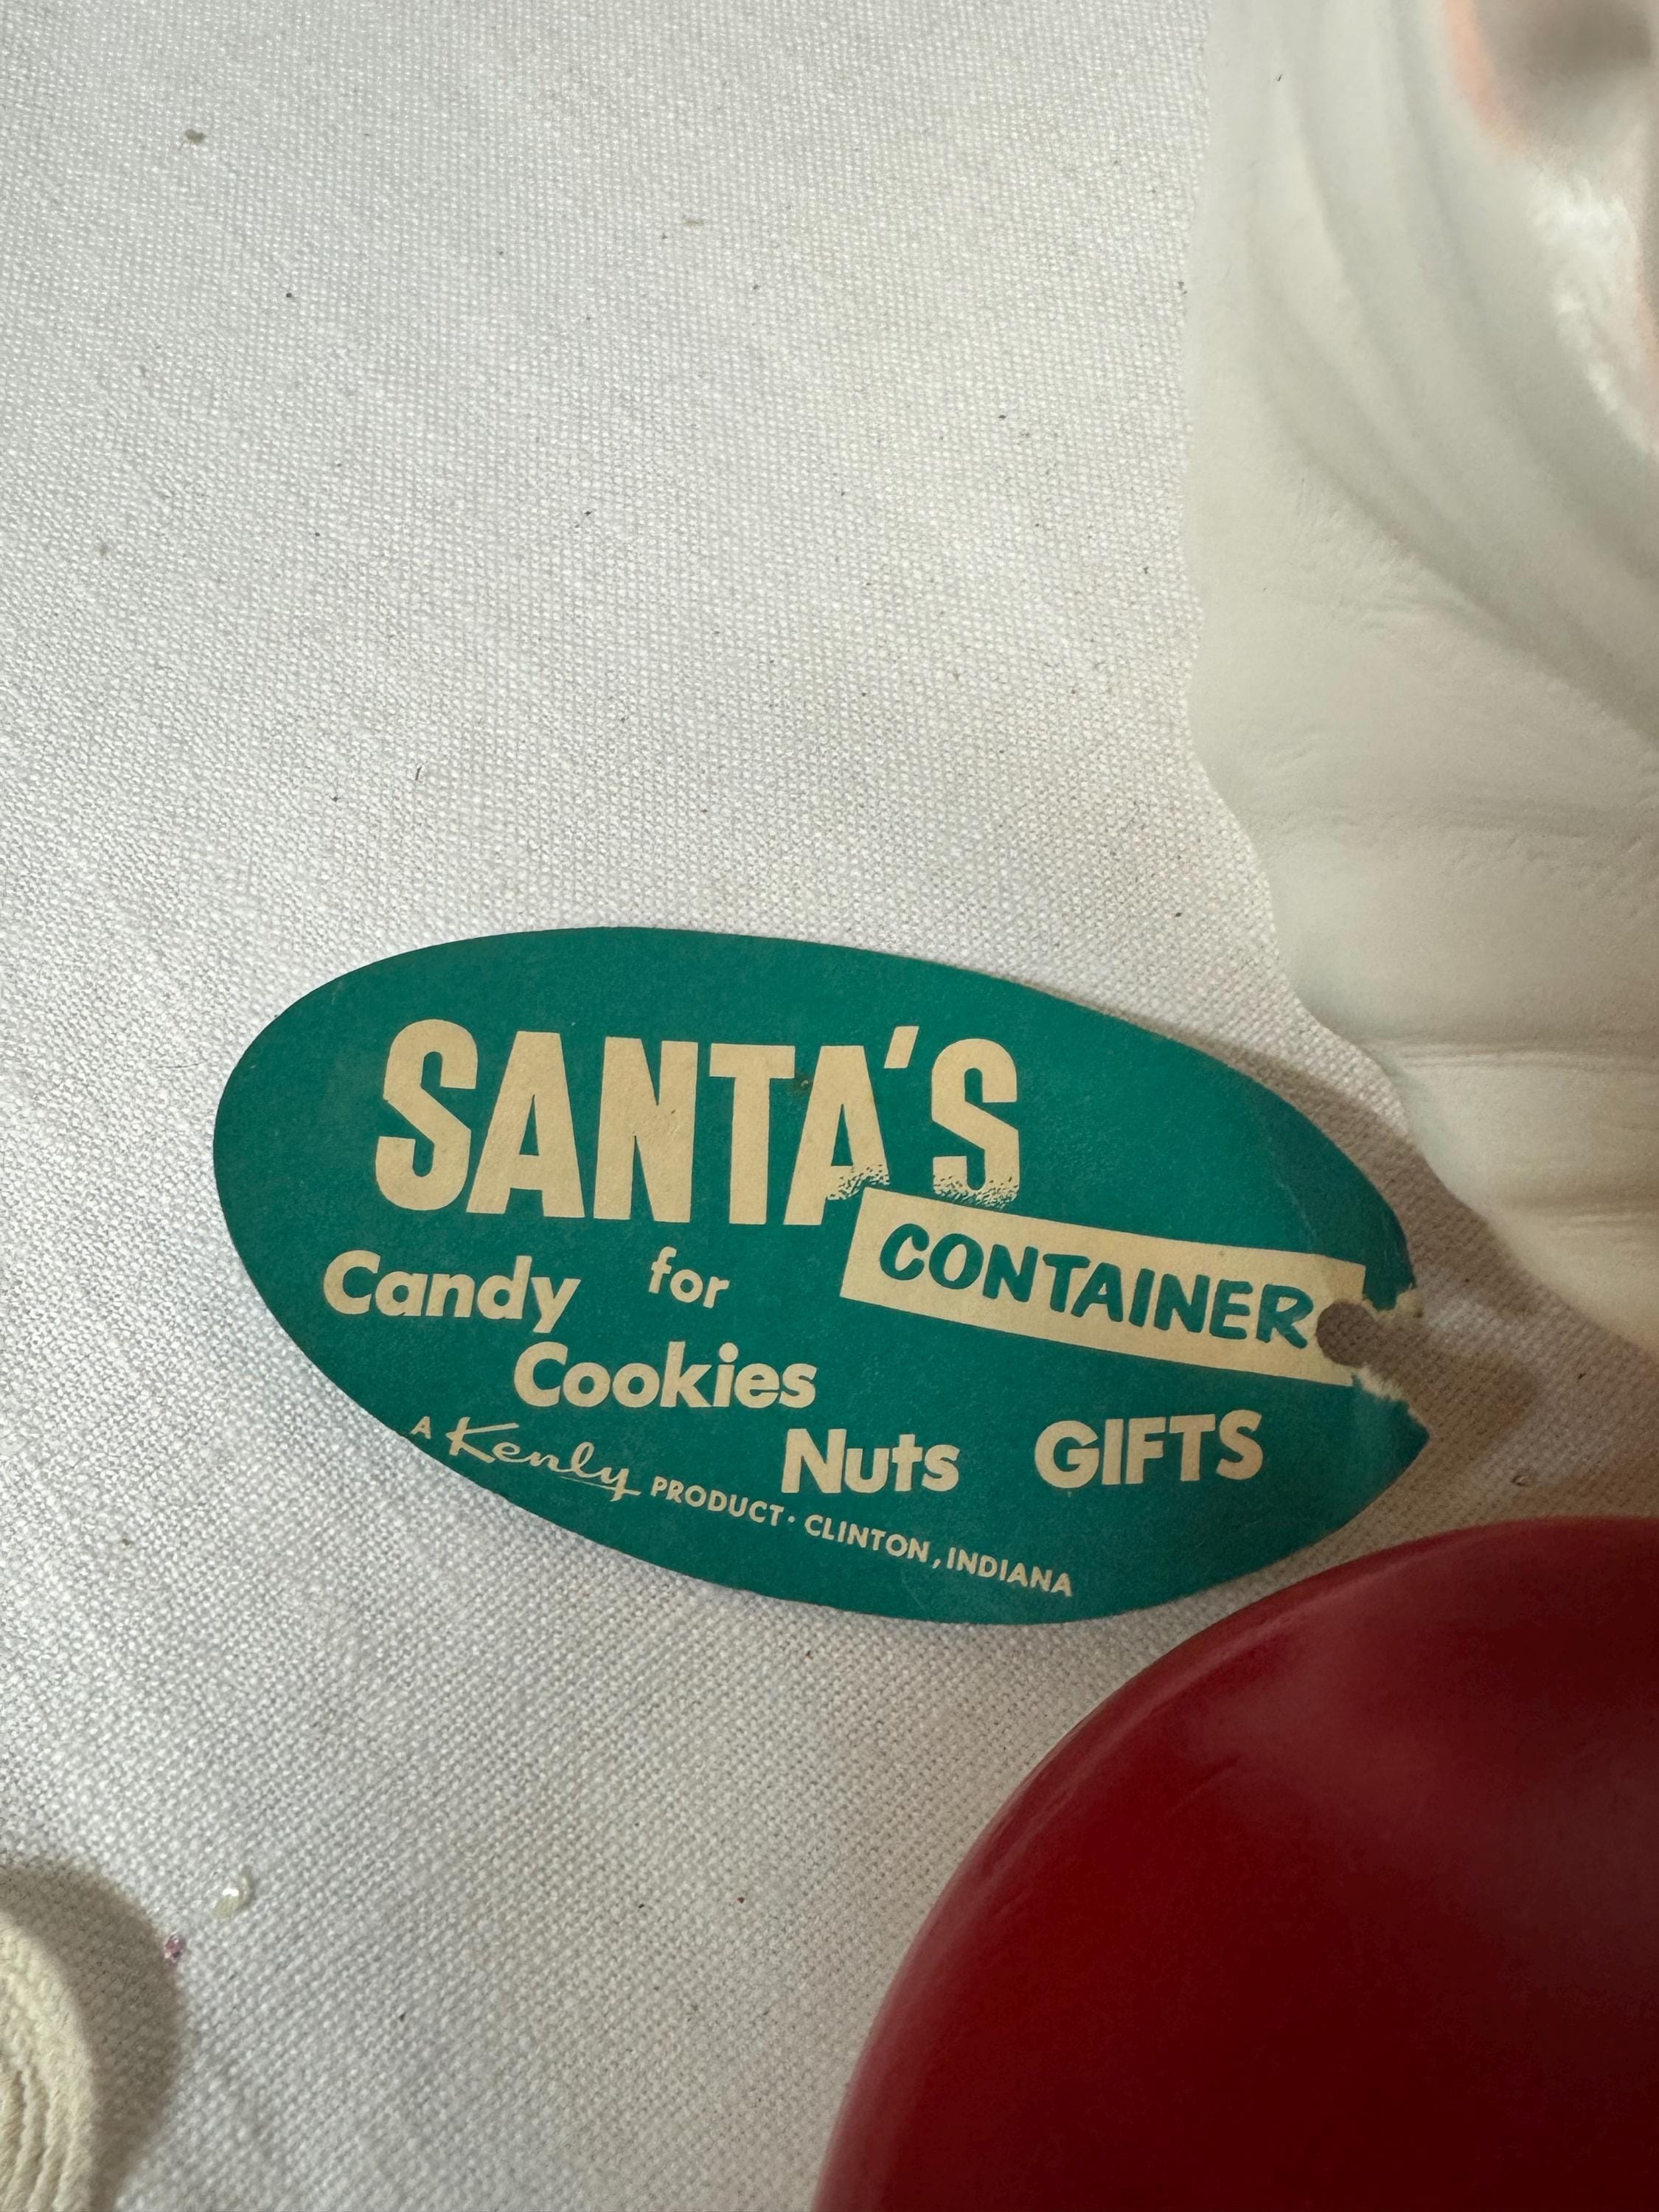 SANTA'S
CONTAINER
for
Candy
Cookies
Nuts
GIFTS
A Kenly PRODUCT · CLINTON, INDIANA